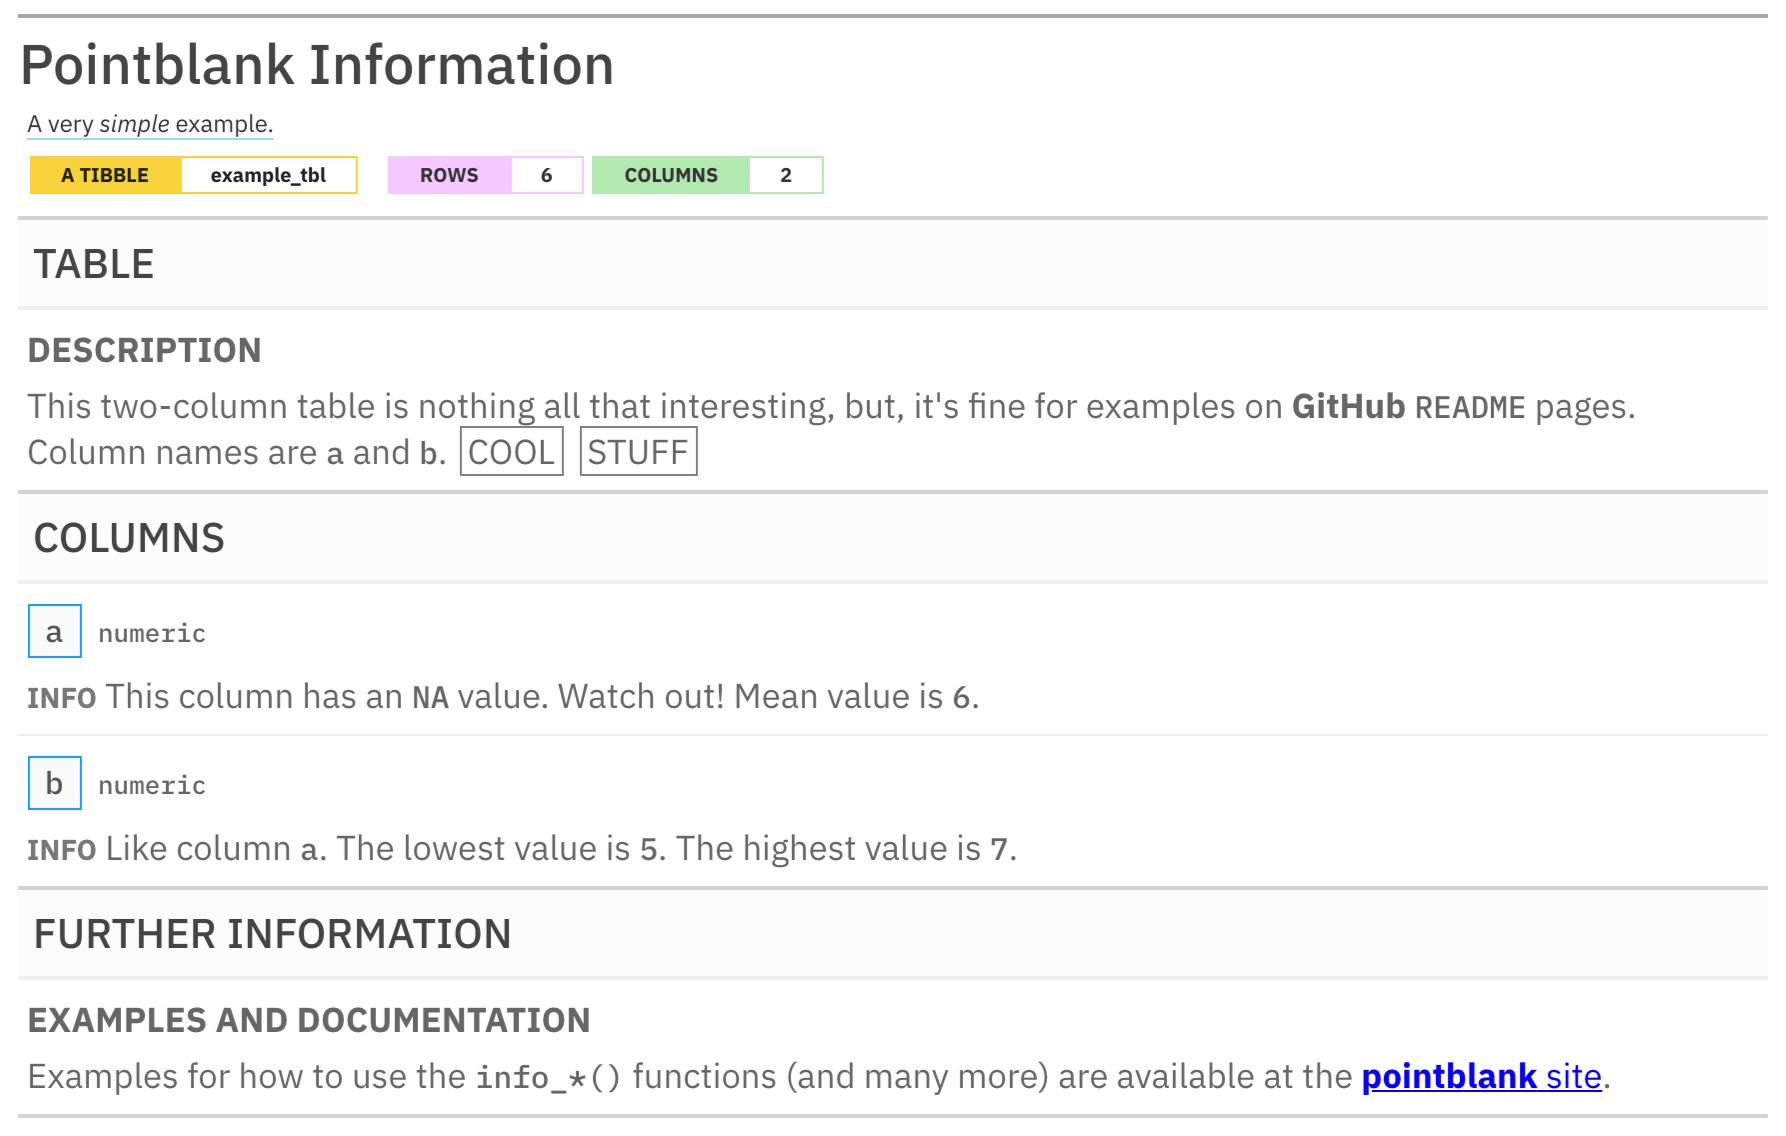 Pointblank Information
A very simple example.
A TIBBLE example_tbl ROWS 6 COLUMNS 2
TABLE
DESCRIPTION
This two-column table is nothing all that interesting, but, it's fine for examples on GitHub README pages.
Column names are a and b. COOL STUFF
COLUMNS
a numeric
INFO This column has an NA value. Watch out! Mean value is 6.
b numeric
INFO Like column a. The lowest value is 5. The highest value is 7.
FURTHER INFORMATION
EXAMPLES AND DOCUMENTATION
Examples for how to use the info_*() functions (and many more) are available at the pointblank site.